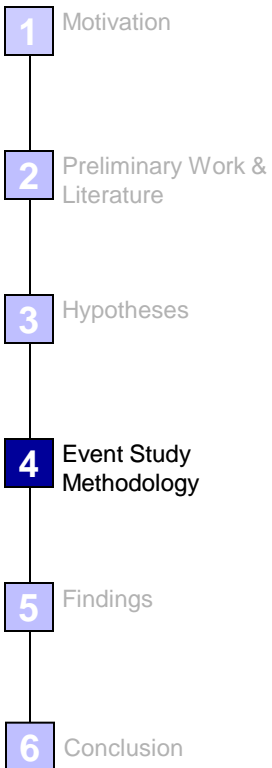 1 Motivation
2 Preliminary Work &
Literature
3 Hypotheses
4 Event Study
Methodology
5 Findings
6 Conclusion